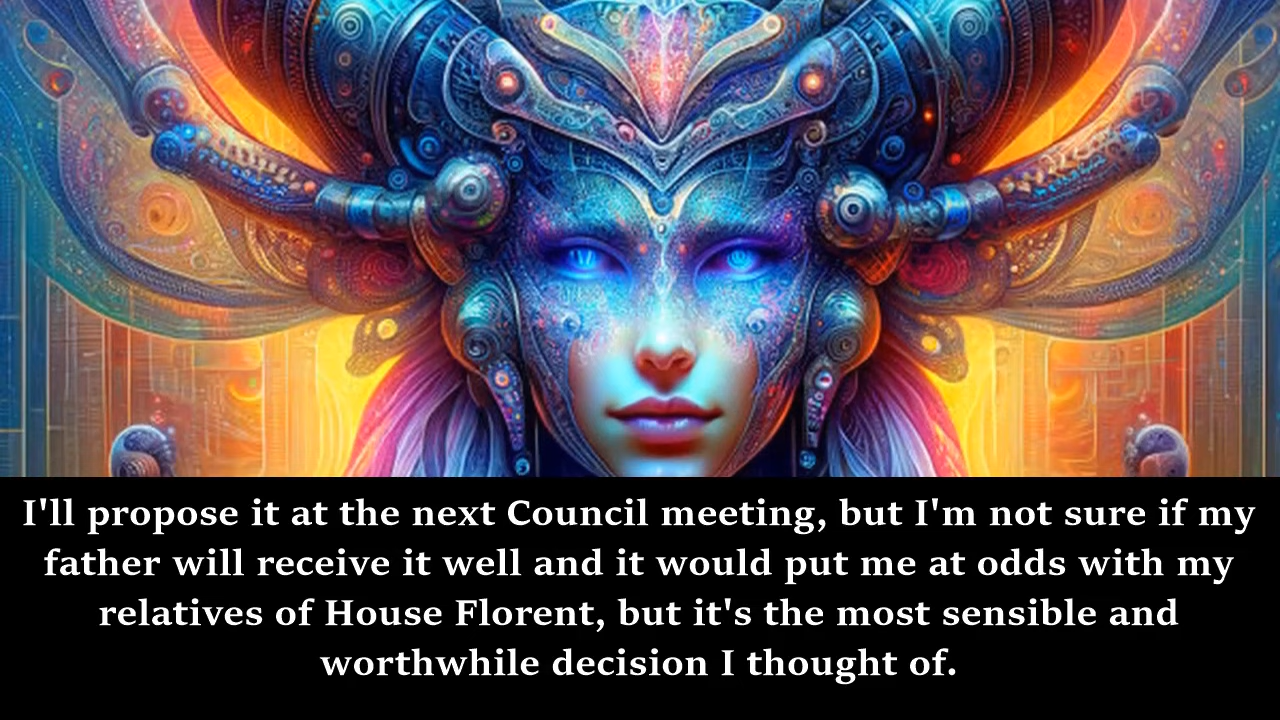 I'll propose it at the next Council meeting, but I'm not sure if my
father will receive it well and it would put me at odds with my
relatives of House Florent, but it's the most sensible and
worthwhile decision I thought of.